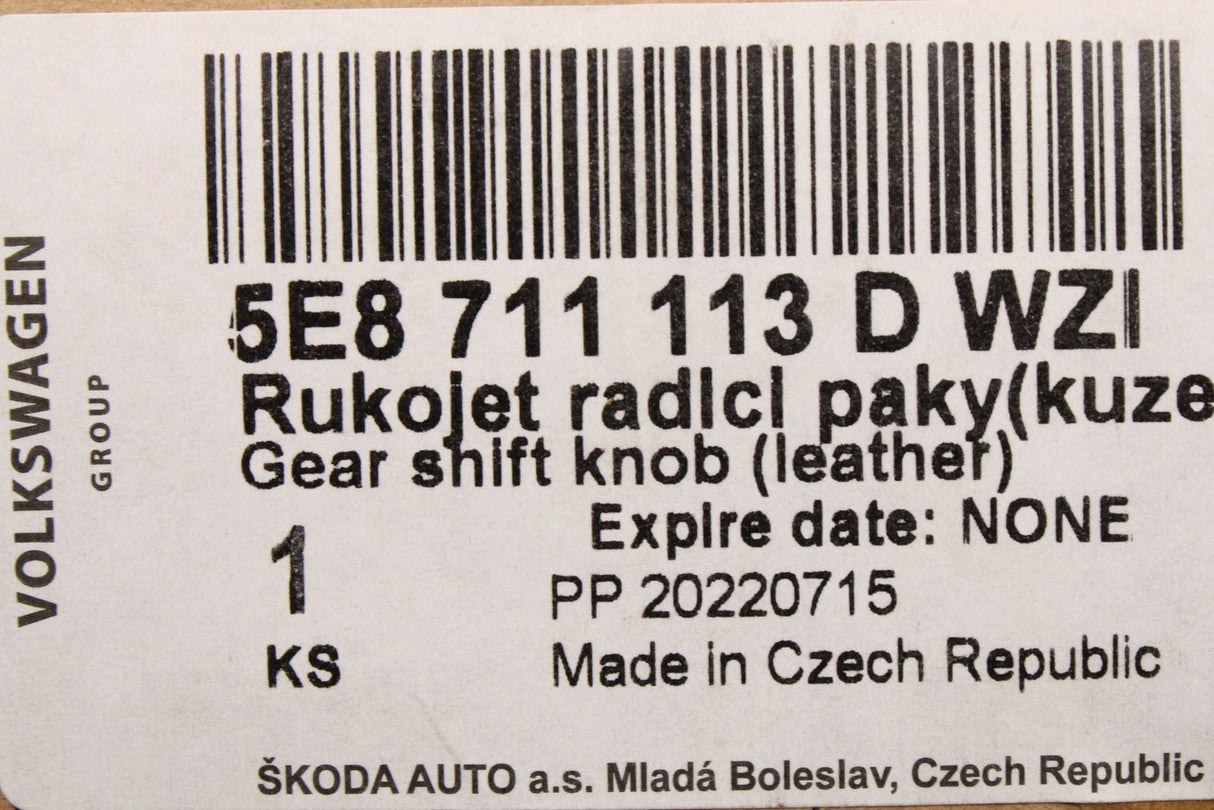 VOLKSWAGEN
GROUP
5E8 711 113 D WZI
Rukojet radici paky(kuze
Gear shift knob (leather)
Expire date: NONE
1
PP 20220715
KS
Made in Czech Republic
ŠKODA AUTO a.s. Mladá Boleslav, Czech Republic